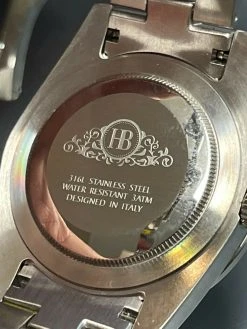 HB
316L STAINLESS STEEL
WATER RESISTANT 3ATM
DESIGNED IN ITALY